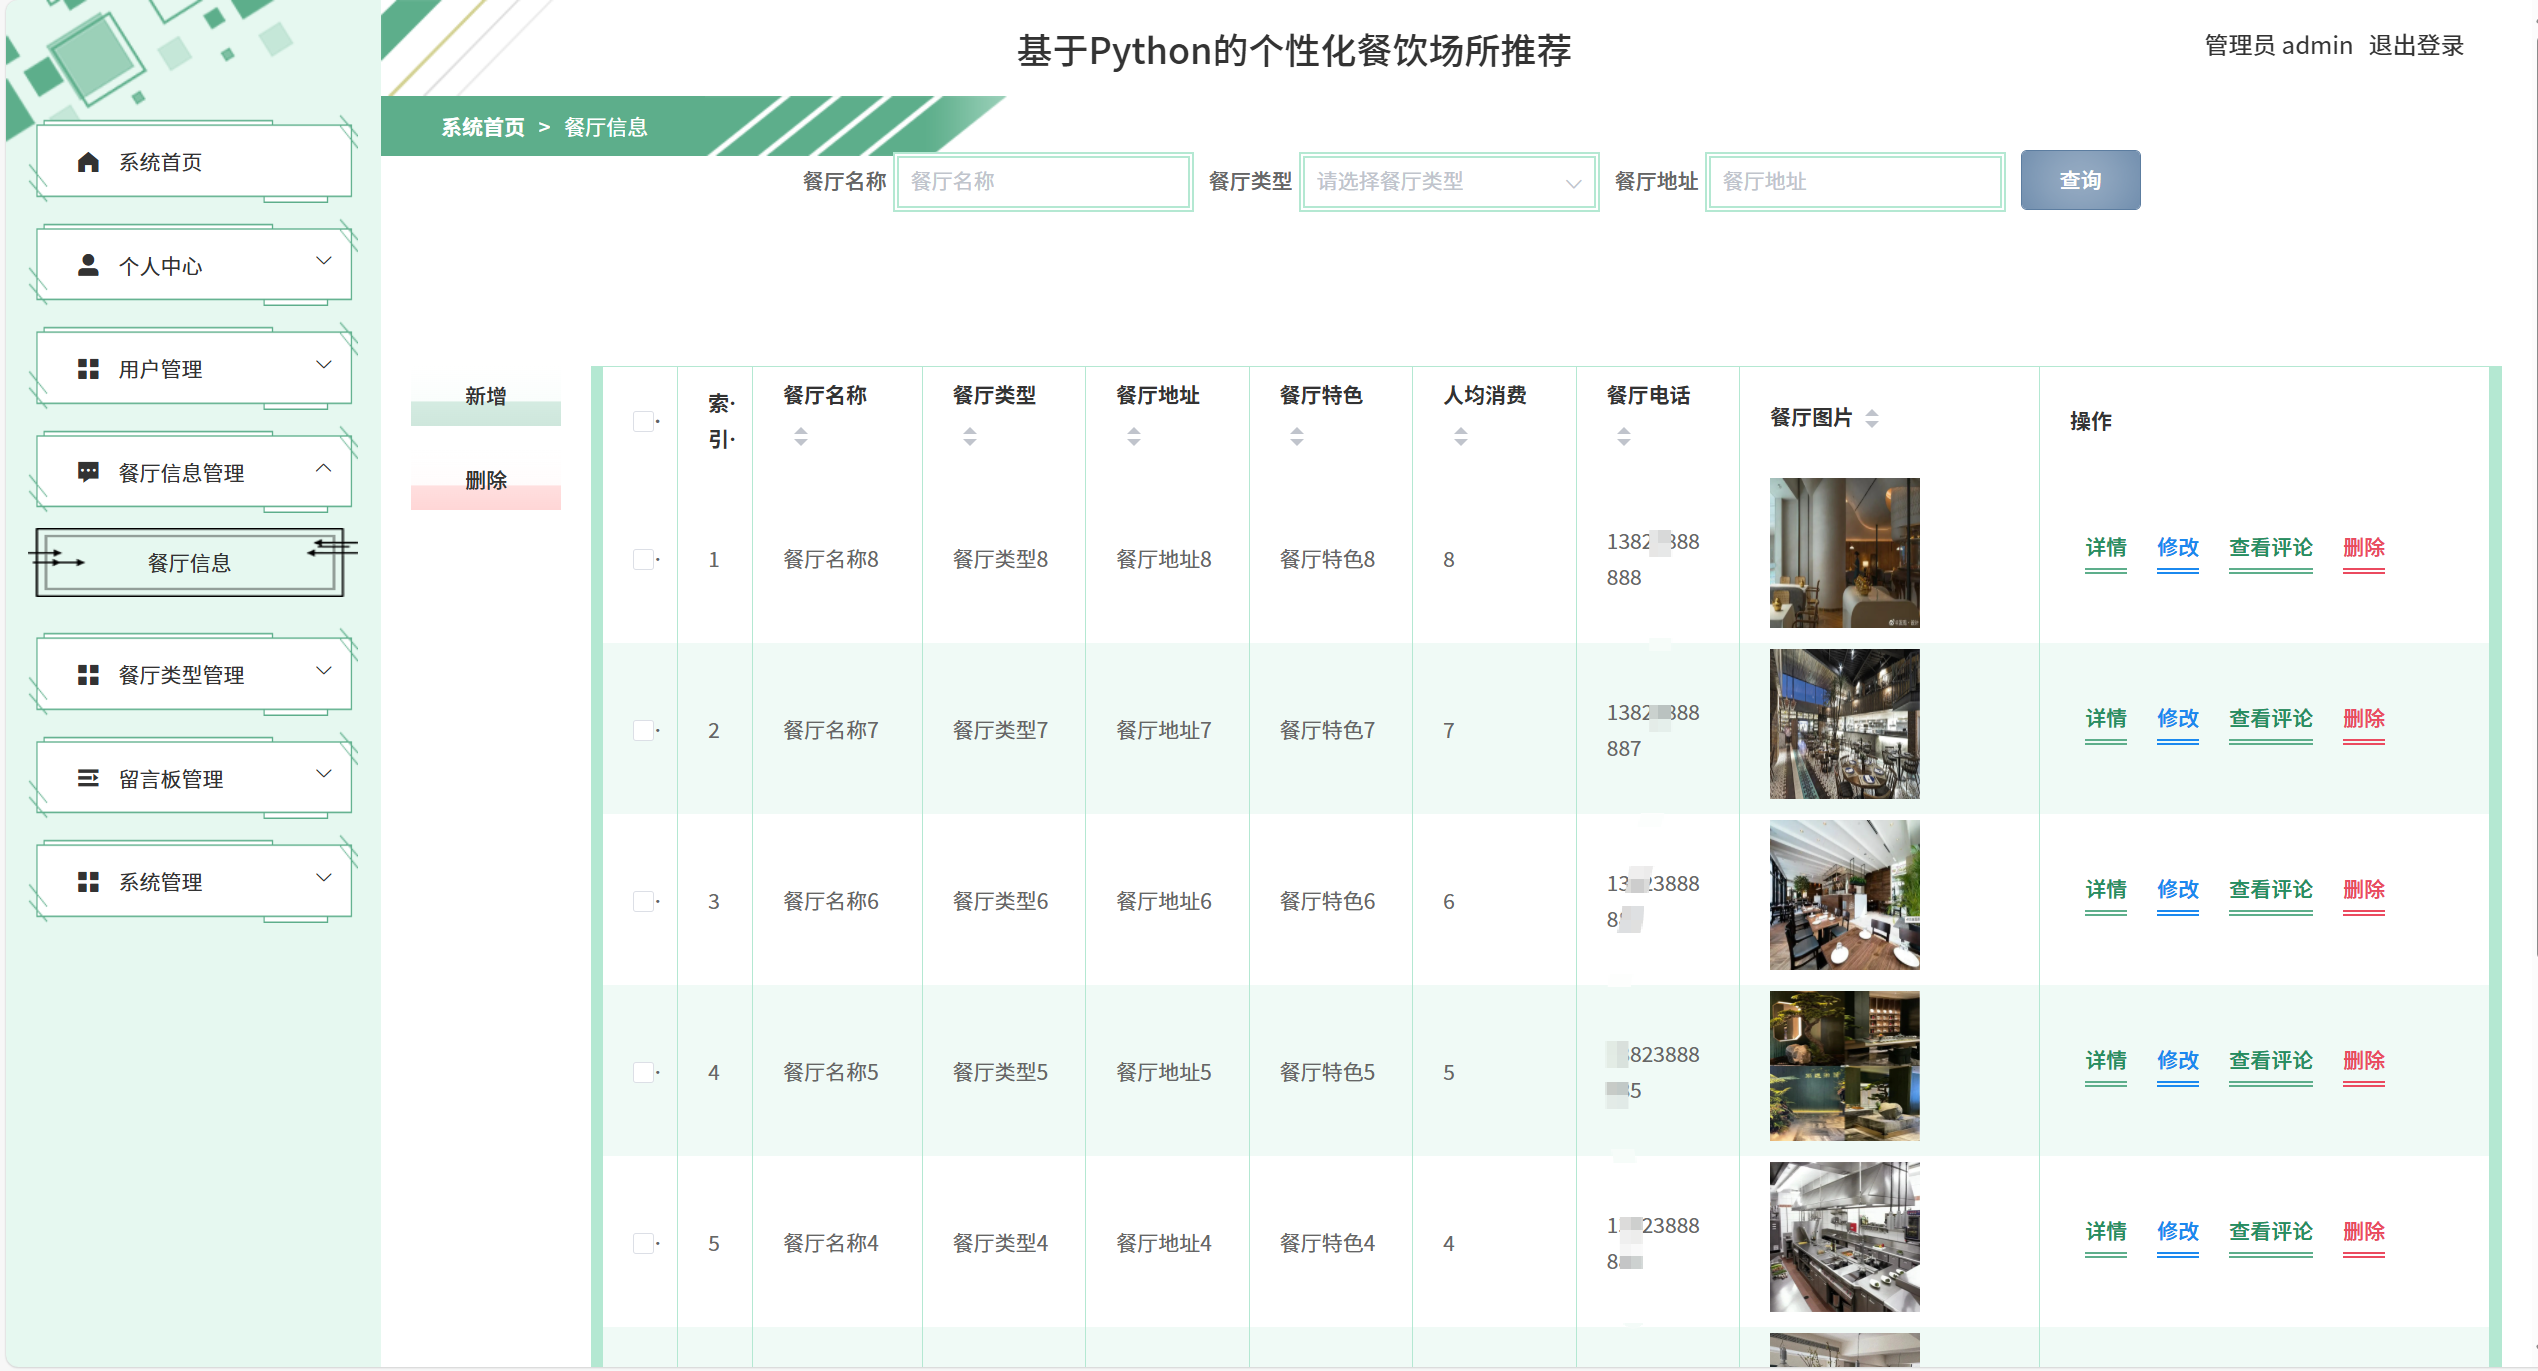 基于Python的个性化餐饮场所推荐
管理员 admin 退出登录
系统首页 > 餐厅信息
系统首页
个人中心
用户管理
餐厅信息管理
餐厅信息
餐厅类型管理
留言板管理
系统管理
餐厅名称 餐厅名称 餐厅类型 请选择餐厅类型 餐厅地址 餐厅地址 查询
新增
删除
索引 餐厅名称 餐厅类型 餐厅地址 餐厅特色 人均消费 餐厅电话 餐厅图片 操作
1 餐厅名称8 餐厅类型8 餐厅地址8 餐厅特色8 8 1382 888 888 详情 修改 查看评论 删除
2 餐厅名称7 餐厅类型7 餐厅地址7 餐厅特色7 7 1382 888 887 详情 修改 查看评论 删除
3 餐厅名称6 餐厅类型6 餐厅地址6 餐厅特色6 6 13 23888 8 详情 修改 查看评论 删除
4 餐厅名称5 餐厅类型5 餐厅地址5 餐厅特色5 5 823888 5 详情 修改 查看评论 删除
5 餐厅名称4 餐厅类型4 餐厅地址4 餐厅特色4 4 1 23888 8 详情 修改 查看评论 删除